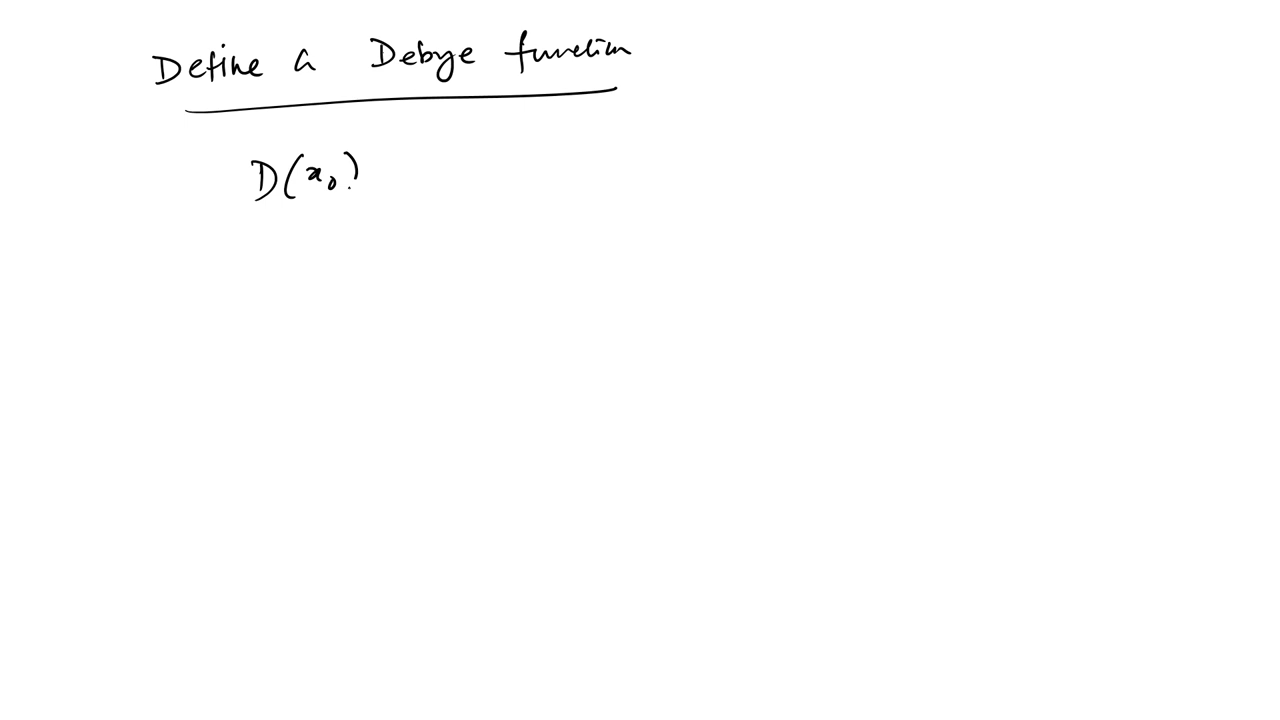 Define a Debye function
D(x₀)